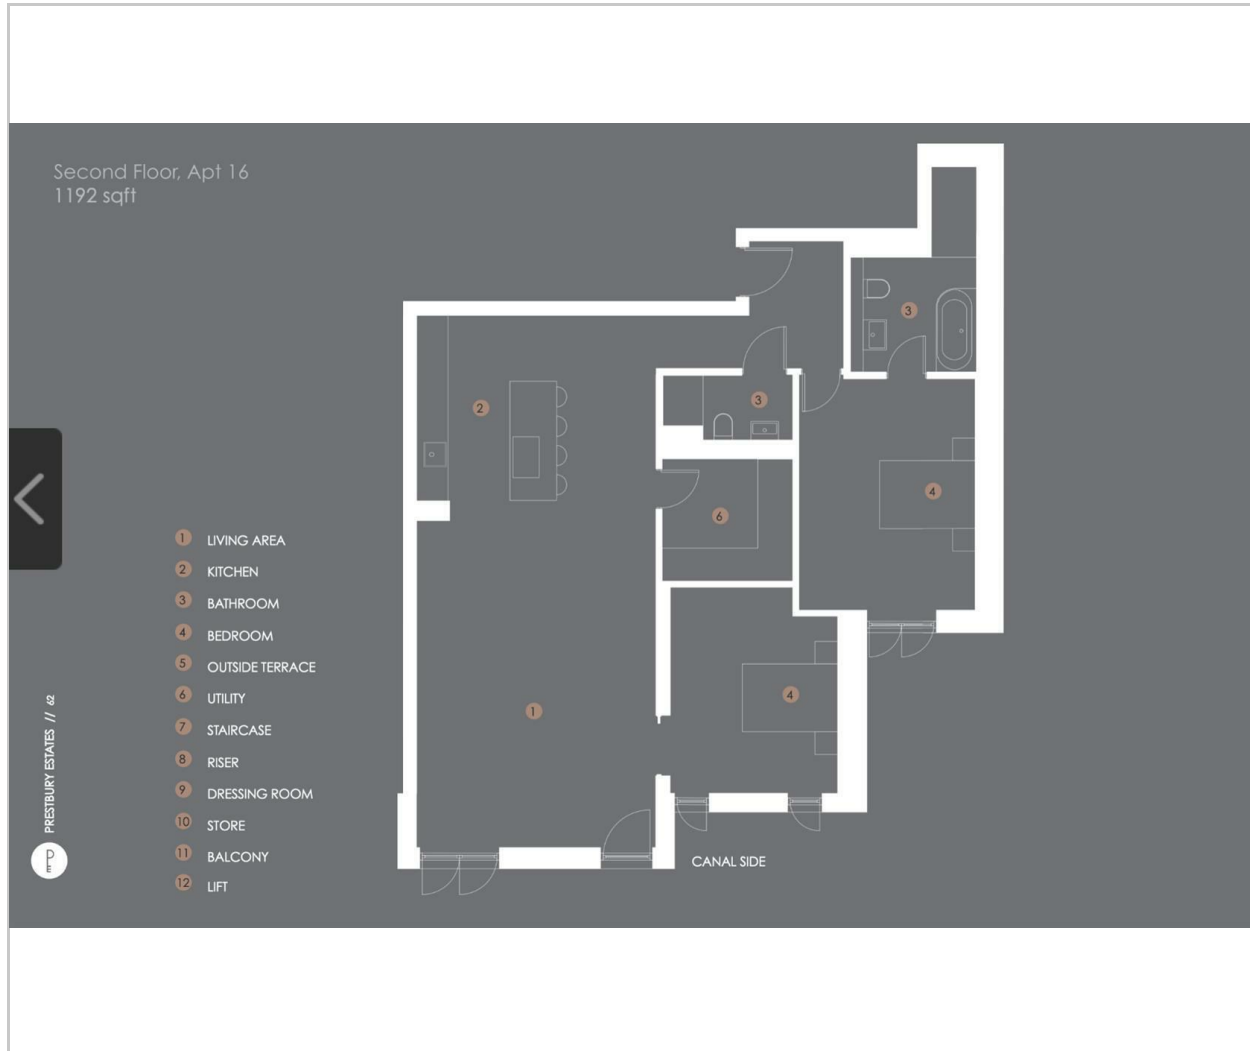 Second Floor, Apt 16
1192 sqft
3
3
2
4
6
4
1
1 LIVING AREA
2 KITCHEN
3 BATHROOM
4 BEDROOM
5 OUTSIDE TERRACE
6 UTILITY
7 STAIRCASE
8 RISER
9 DRESSING ROOM
10 STORE
11 BALCONY
12 LIFT
CANAL SIDE
PRESTBURY ESTATES // 62
PE